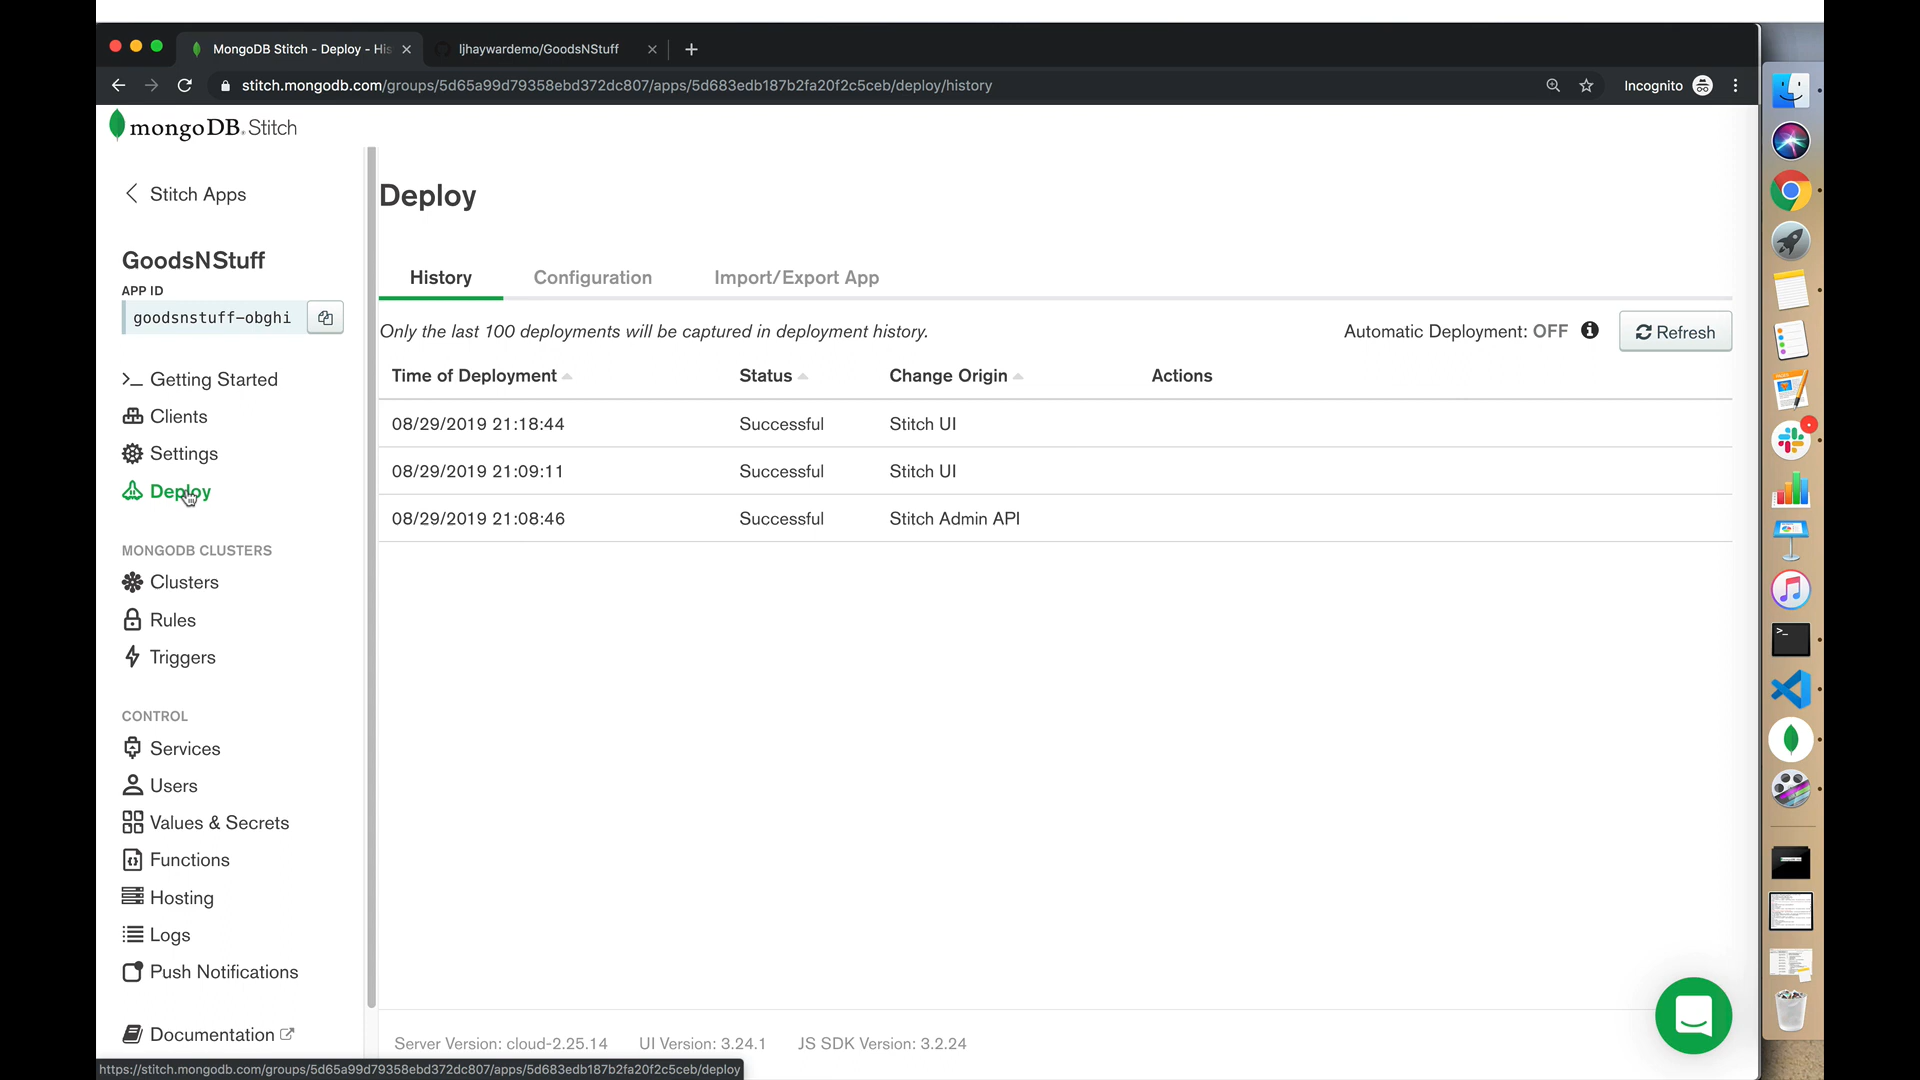 MongoDB Stitch - Deploy - His
ljhaywardemo/GoodsNStuff
stitch.mongodb.com/groups/5d65a99d79358ebd372dc807/apps/5d683edb187b2fa20f2c5ceb/deploy/history
Incognito
mongoDB. Stitch
Stitch Apps
GoodsNStuff
APP ID
goodsnstuff-obghi
Getting Started
Clients
Settings
Deploy
MONGODB CLUSTERS
Clusters
Rules
Triggers
CONTROL
Services
Users
Values & Secrets
Functions
Hosting
Logs
Push Notifications
Documentation
Deploy
History Configuration Import/Export App
Only the last 100 deployments will be captured in deployment history.
Automatic Deployment: OFF
Refresh
Time of Deployment Status Change Origin Actions
08/29/2019 21:18:44 Successful Stitch UI
08/29/2019 21:09:11 Successful Stitch UI
08/29/2019 21:08:46 Successful Stitch Admin API
Server Version: cloud-2.25.14 UI Version: 3.24.1 JS SDK Version: 3.2.24
https://stitch.mongodb.com/groups/5d65a99d79358ebd372dc807/apps/5d683edb187b2fa20f2c5ceb/deploy